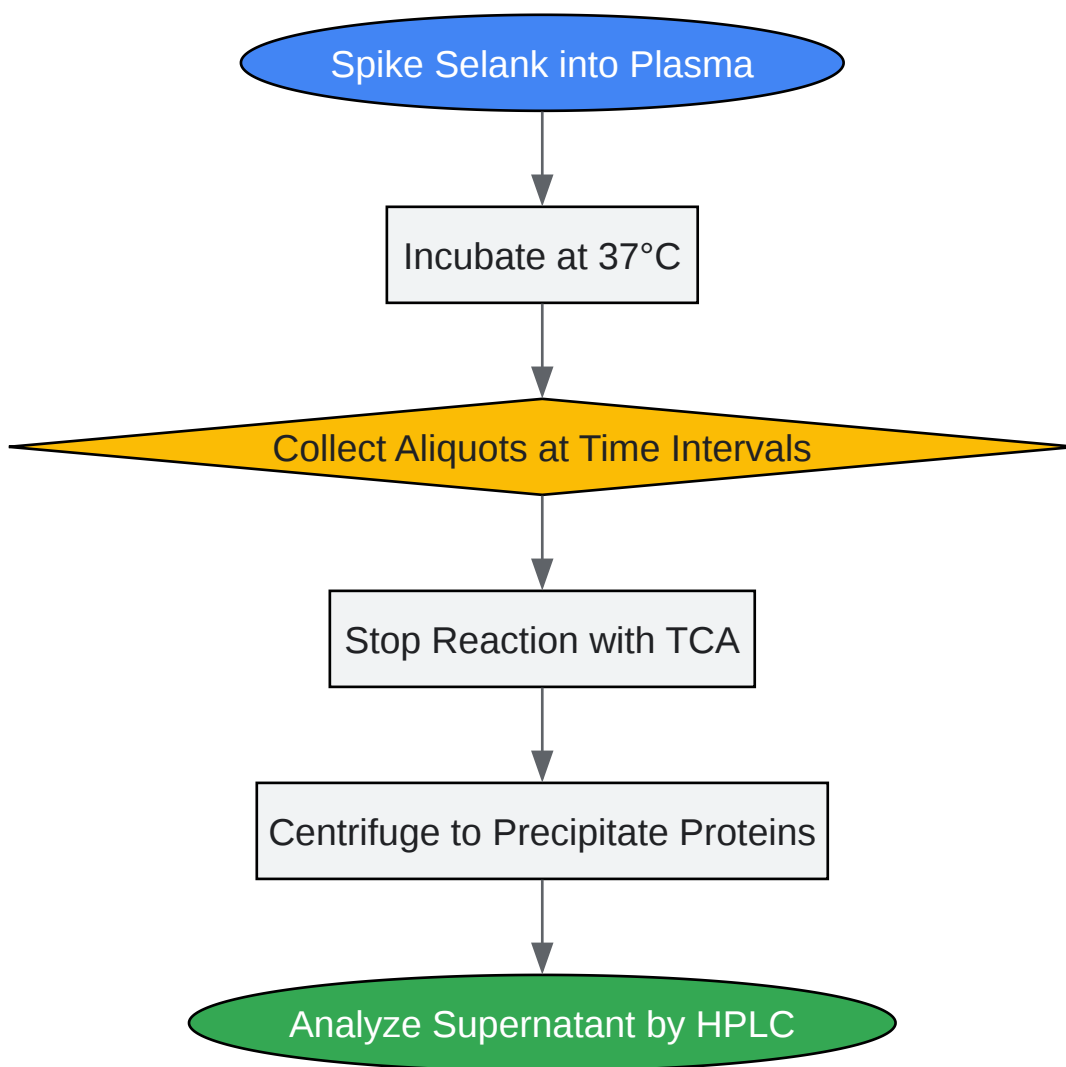 Spike Selank into Plasma
Incubate at 37°C
Collect Aliquots at Time Intervals
Stop Reaction with TCA
Centrifuge to Precipitate Proteins
Analyze Supernatant by HPLC